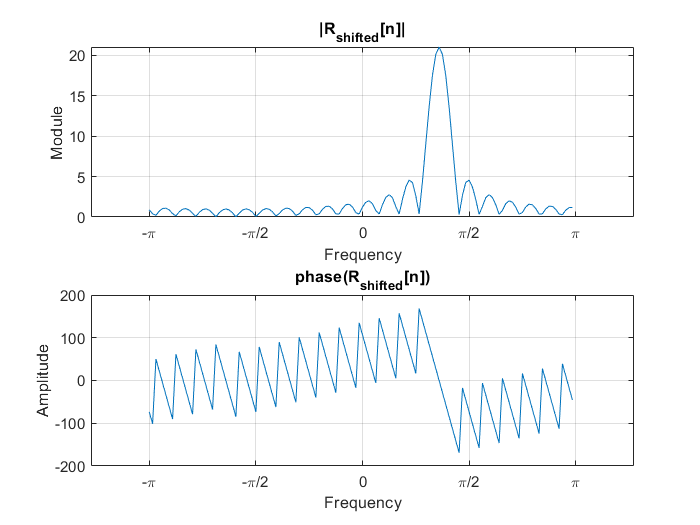 |R_shifted[n]|
20
15
10
5
0
Module
-π -π/2 0 π/2 π
Frequency
phase(R_shifted[n])
200
100
0
-100
-200
Amplitude
-π -π/2 0 π/2 π
Frequency